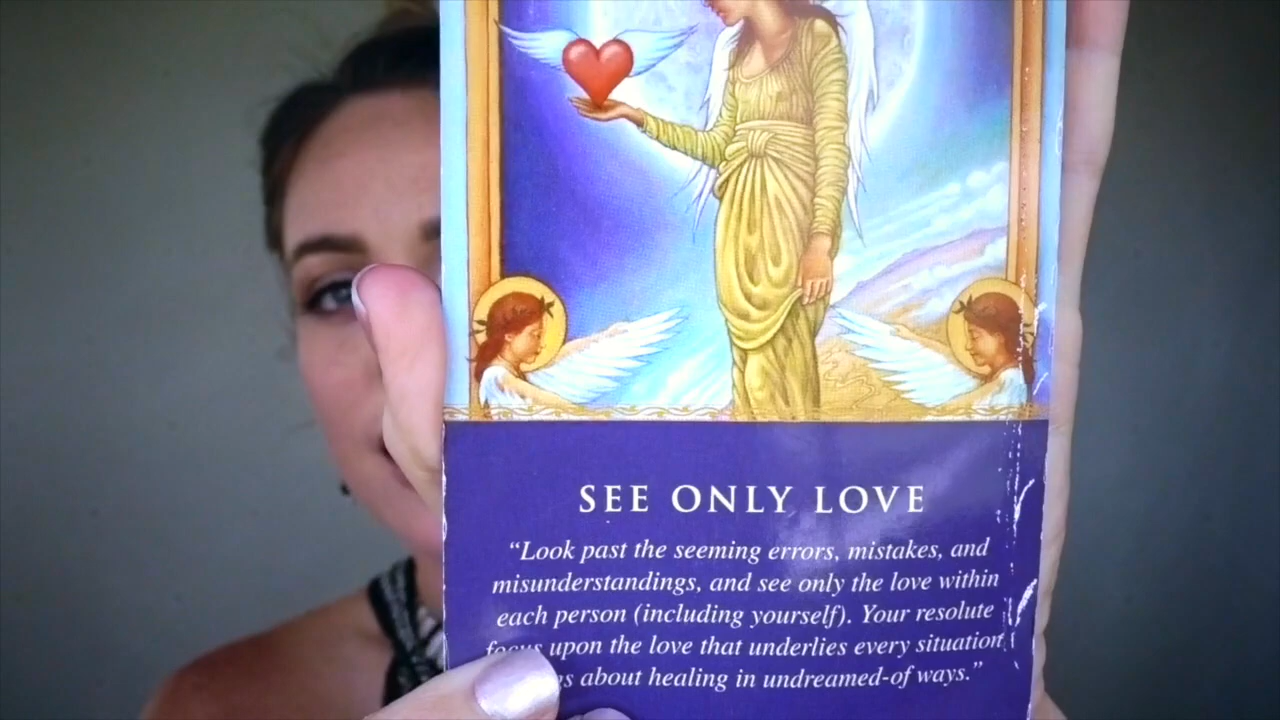 SEE ONLY LOVE
“Look past the seeming errors, mistakes, and
misunderstandings, and see only the love within
each person (including yourself). Your resolute
focus upon the love that underlies every situation
about healing in undreamed-of ways.”